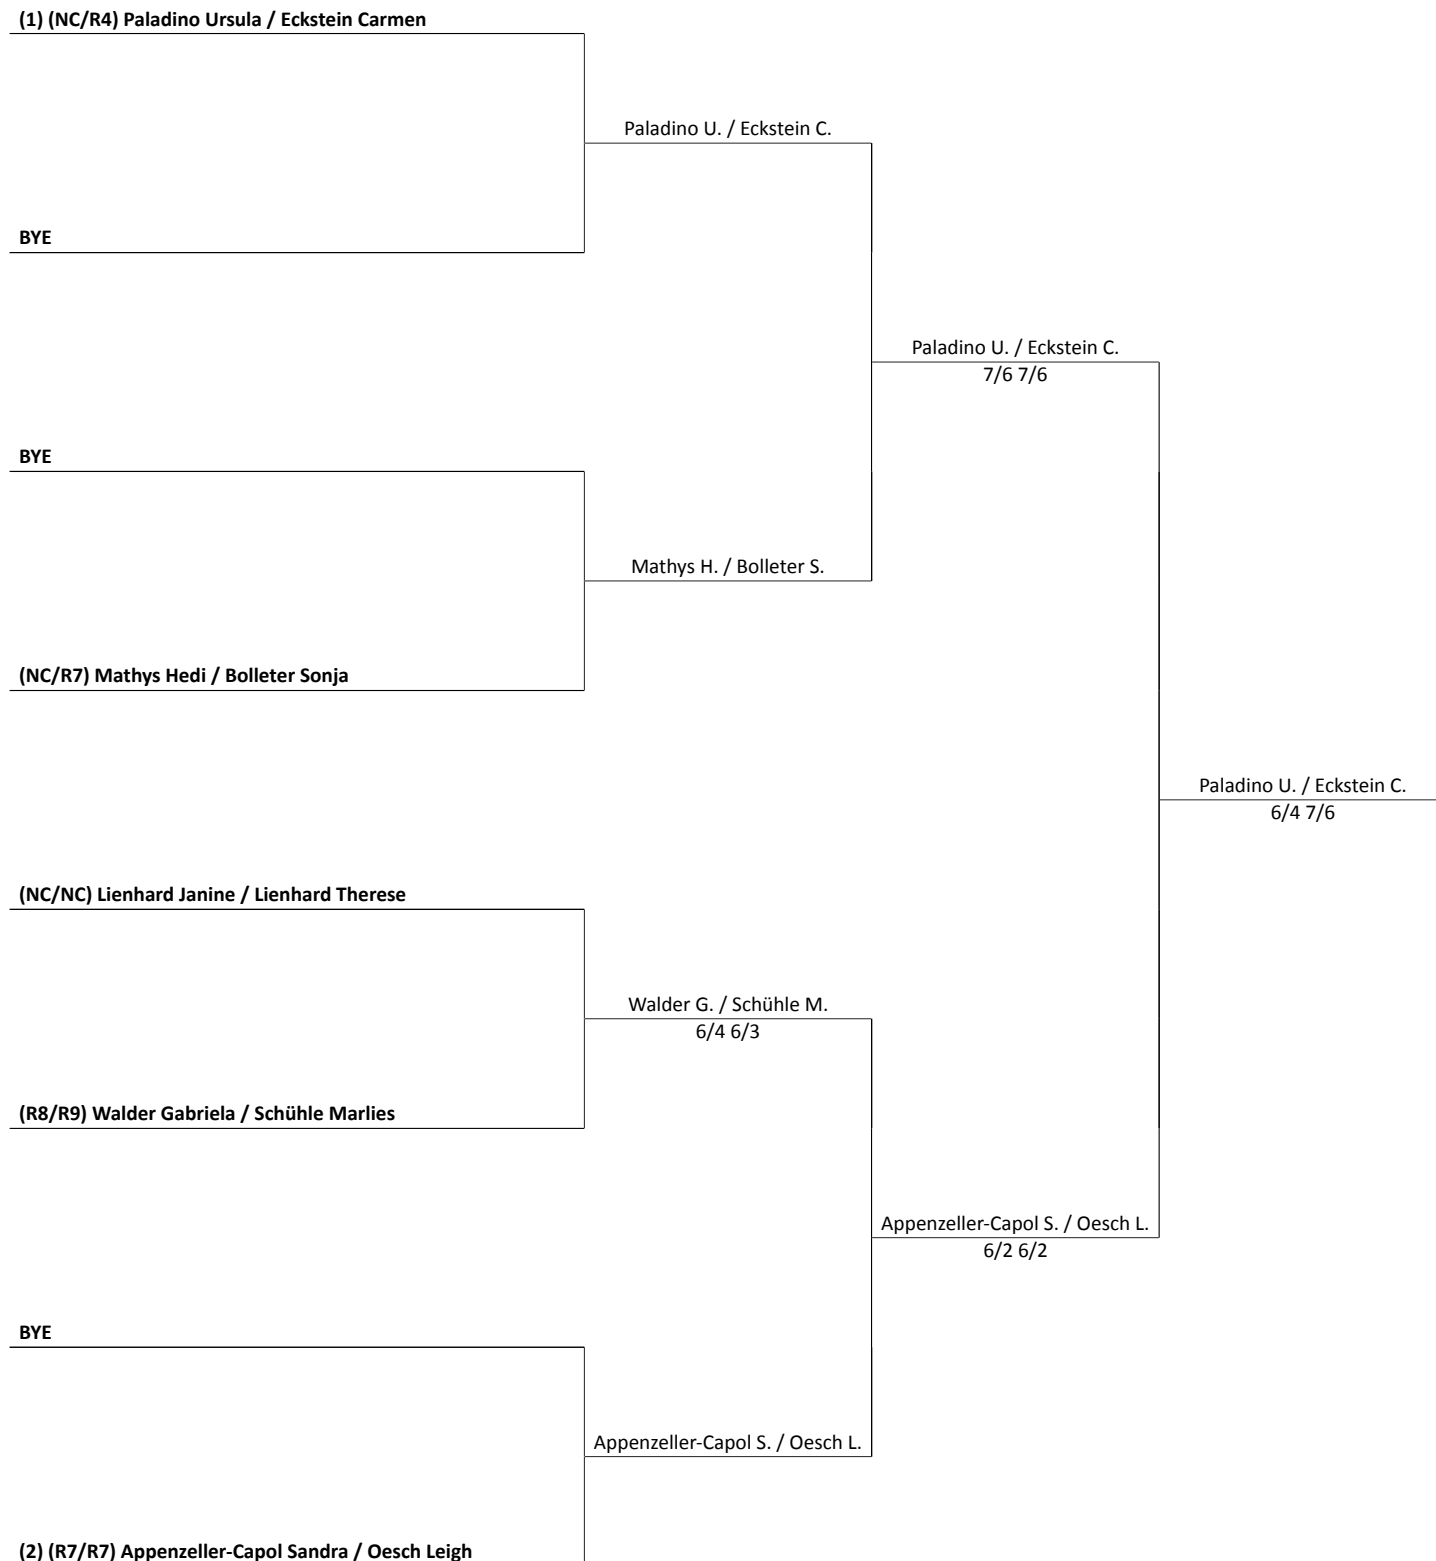 (1) (NC/R4) Paladino Ursula / Eckstein Carmen
Paladino U. / Eckstein C.
BYE
Paladino U. / Eckstein C.
7/6 7/6
BYE
Mathys H. / Bolleter S.
(NC/R7) Mathys Hedi / Bolleter Sonja
Paladino U. / Eckstein C.
6/4 7/6
(NC/NC) Lienhard Janine / Lienhard Therese
Walder G. / Schühle M.
6/4 6/3
(R8/R9) Walder Gabriela / Schühle Marlies
Appenzeller-Capol S. / Oesch L.
6/2 6/2
BYE
Appenzeller-Capol S. / Oesch L.
(2) (R7/R7) Appenzeller-Capol Sandra / Oesch Leigh